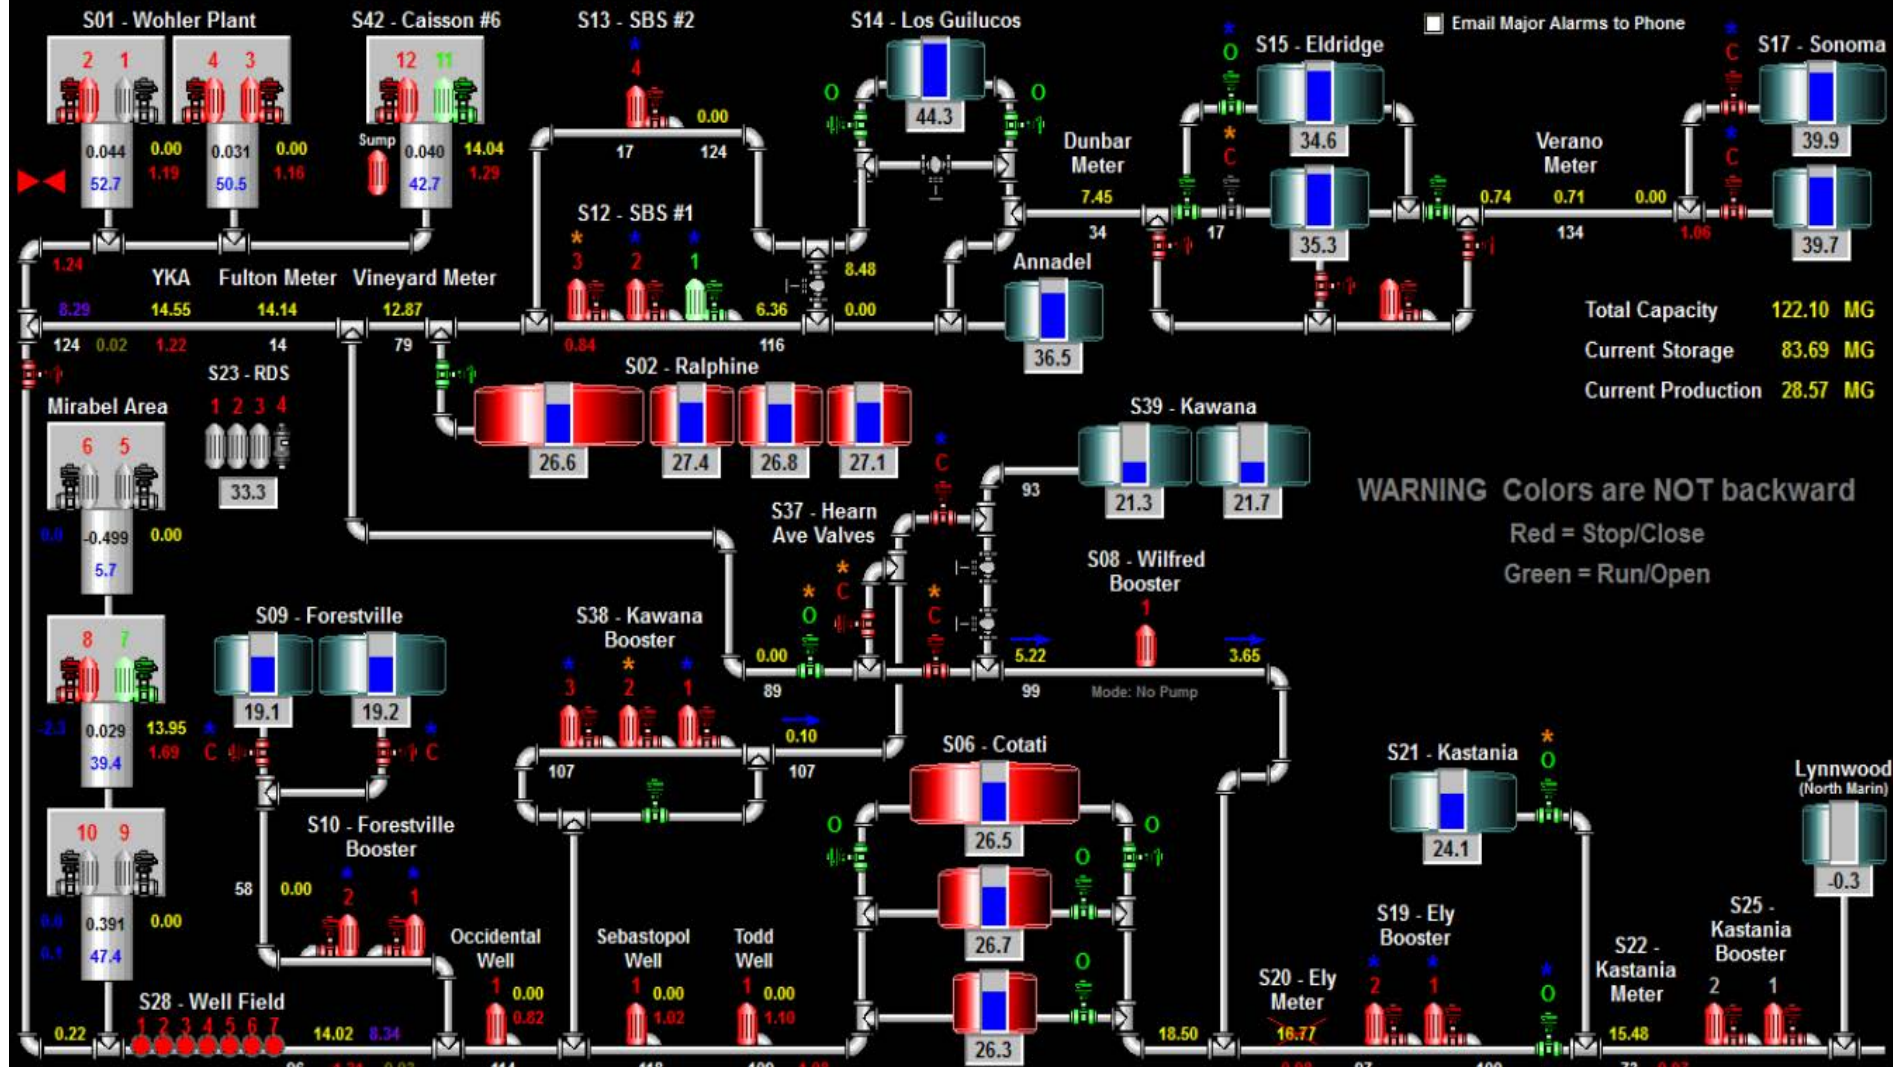 S01 - Wohler Plant
S42 - Caisson #6
S13 - SBS #2
S14 - Los Guilucos
Email Major Alarms to Phone
S15 - Eldridge
S17 - Sonoma
2 1 4 3 12 11
* 4
* O
* C
O O
44.3
34.6
39.9
Sump
0.044 0.00 0.031 0.00 0.040 14.04
1.19 1.16 1.29
52.7 50.5 42.7
0.00
17 124
Dunbar
Meter
* C
Verano
Meter
* C
S12 - SBS #1
* * *
3 2 1
7.45
34
17
35.3
0.74 0.71 0.00
134
1.06
39.7
1.24
YKA Fulton Meter Vineyard Meter
8.48
Annadel
8.29 14.55 14.14 12.87
6.36 0.00
124 0.02 1.22 14 79
0.84 116
36.5
Total Capacity 122.10 MG
Current Storage 83.69 MG
Current Production 28.57 MG
S23 - RDS
1 2 3 4
33.3
S02 - Ralphine
26.6 27.4 26.8 27.1
Mirabel Area
6 5
0.0 -0.499 0.00
5.7
S39 - Kawana
93
21.3 21.7
* C
WARNING Colors are NOT backward
Red = Stop/Close
Green = Run/Open
S37 - Hearn
Ave Valves
* O
* C
* C
S08 - Wilfred
Booster
1
0.00
89
5.22
99
3.65
Mode: No Pump
8 7
-2.3 0.029 13.95
1.69
39.4
S09 - Forestville
19.1 19.2
* C * C
S38 - Kawana
Booster
* * *
3 2 1
0.10
107 107
S06 - Cotati
26.5
O O
O
26.7
O
26.3
S21 - Kastania
24.1
* O
Lynnwood
(North Marin)
-0.3
10 9
0.0 0.391 0.00
0.1 47.4
S10 - Forestville
Booster
* *
2 1
58 0.00
Occidental
Well
1 0.00
0.82
Sebastopol
Well
1 0.00
1.02
Todd
Well
1 0.00
1.10
S20 - Ely
Meter
16.77
S19 - Ely
Booster
* *
2 1
* O
S22 -
Kastania
Meter
S25 -
Kastania
Booster
2 1
S28 - Well Field
1 2 3 4 5 6 7
0.22 14.02 8.34
18.50
15.48